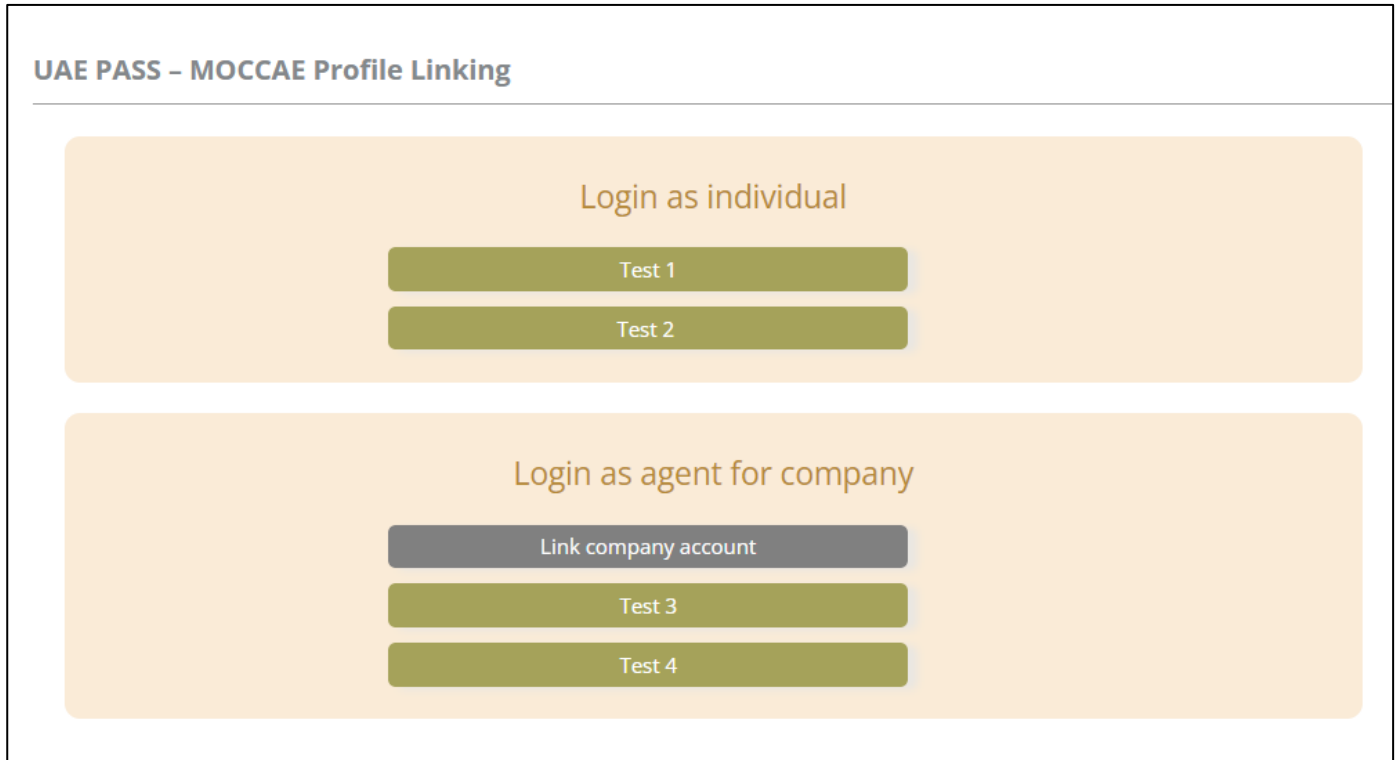 UAE PASS – MOCCAE Profile Linking
Login as individual
Test 1
Test 2
Login as agent for company
Link company account
Test 3
Test 4